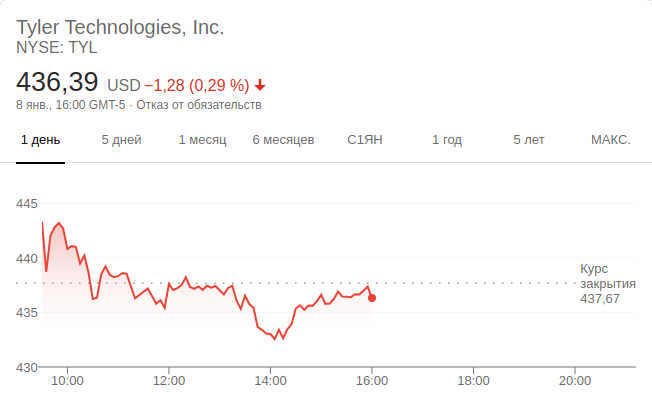 Tyler Technologies, Inc.
NYSE: TYL
436,39 USD −1,28 (0,29 %)
8 янв., 16:00 GMT-5 · Отказ от обязательств
1 день 5 дней 1 месяц 6 месяцев С1ЯН 1 год 5 лет МАКС.
445
440
Курс
закрытия
437,67
435
430
10:00 12:00 14:00 16:00 18:00 20:00